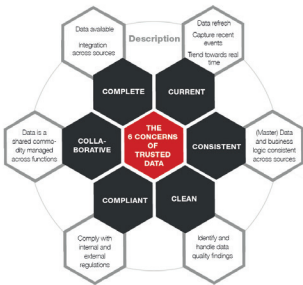 Data available
Integration
across sources
Description
Data refresh
Capture recent
events
Trend towards real
time
COMPLETE
CURRENT
Data is a
shared commo-
dity managed
across functions
COLLA-
BORATIVE
THE
6 CONCERNS
OF
TRUSTED
DATA
CONSISTENT
(Master) Data
and business
logic consistent
across sources
COMPLIANT
CLEAN
Comply with
internal and
external
regulations
Identify and
handle data
quality findings